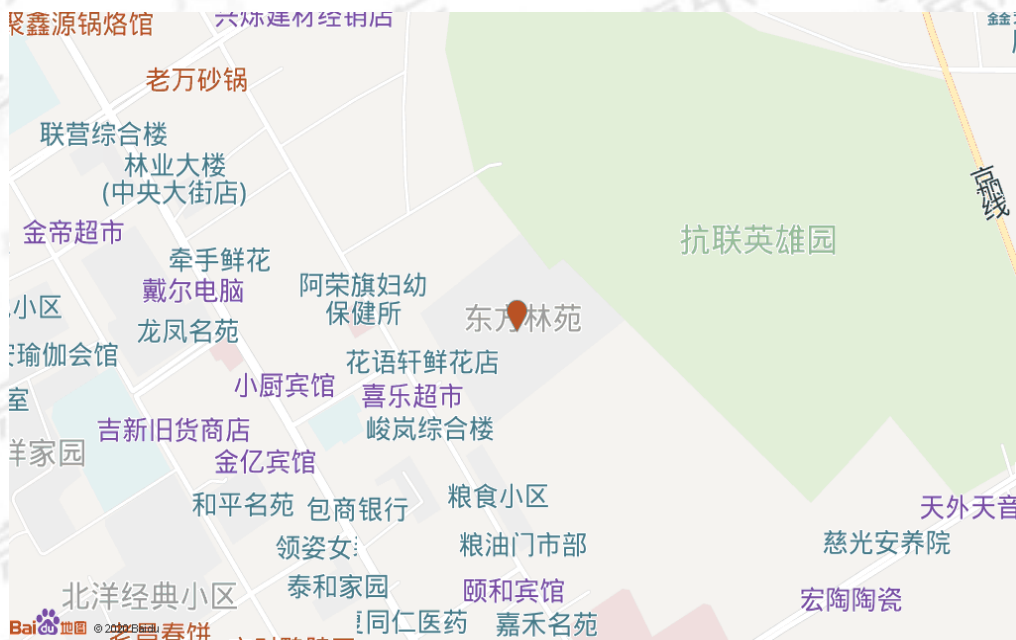 聚鑫源锅烙馆
兴烁建材经销店
老万砂锅
联营综合楼
林业大楼
(中央大街店)
京加线
金帝超市
抗联英雄园
牵手鲜花
戴尔电脑
阿荣旗妇幼
保健所
小区
东方林苑
龙凤名苑
瑜伽会馆
花语轩鲜花店
小厨宾馆
喜乐超市
室
吉新旧货商店
峻岚综合楼
祥家园
金亿宾馆
和平名苑
包商银行
粮食小区
天外天音
领姿女
粮油门市部
慈光安养院
泰和家园
颐和宾馆
北洋经典小区
宏陶陶瓷
同仁医药
嘉禾名苑
Bai du 地图
© 2020 Baidu